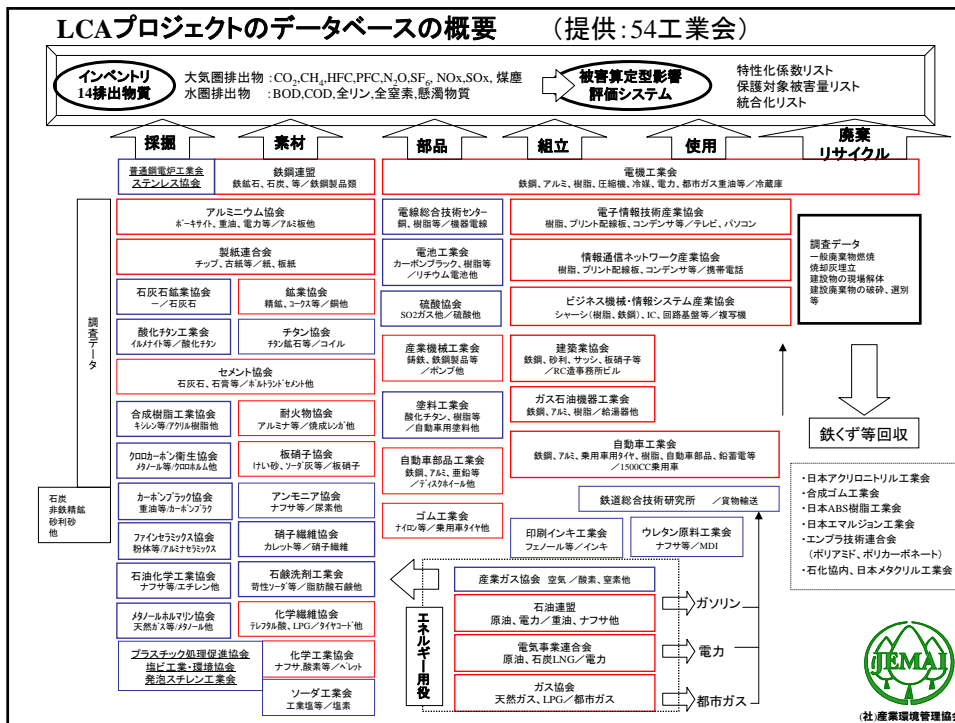 LCAプロジェクトのデータベースの概要 (提供:54工業会)
インベントリ
14排出物質
大気圏排出物:CO2,CH4,HFC,PFC,N2O,SF6, NOx,SOx, 煤塵
水圏排出物 :BOD,COD,全リン,全窒素,懸濁物質
被害算定型影響
評価システム
特性化係数リスト
保護対象被害量リスト
統合化リスト
採掘
素材
部品
組立
使用
廃棄
リサイクル
普通鋼電炉工業会
ステンレス協会
鉄鋼連盟
鉄鉱石、石炭、等/鉄鋼製品類
電機工業会
鉄鋼、アルミ、樹脂、圧縮機、冷媒、電力、都市ガス重油等/冷蔵庫
調査データ
石炭
非鉄精鉱
砂利砂
他
アルミニウム協会
ボーキサイト、重油、電力等/アルミ板他
製紙連合会
チップ、古紙等/紙、板紙
石灰石鉱業協会
ー/石灰石
鉱業協会
精鉱、コークス等/銅他
酸化チタン工業会
イルメナイト等/酸化チタン
チタン協会
チタン鉱石等/コイル
セメント協会
石灰石、石膏等/ポルトランドセメント他
合成樹脂工業協会
キシレン等/アクリル樹脂他
耐火物協会
アルミナ等/焼成レンガ他
クロロカーボン衛生協会
メタノール等/クロロホルム他
板硝子協会
けい砂、ソーダ灰等/板硝子
カーボンブラック協会
重油等/カーボンブラク
アンモニア協会
ナフサ等/尿素他
ファインセラミックス協会
粉体等/アルミナセラミックス
硝子繊維協会
カレット等/硝子繊維
石油化学工業協会
ナフサ等/エチレン他
石鹸洗剤工業会
苛性ソーダ等/脂肪酸石鹸他
メタノールホルマリン協会
天然ガス等/メタノール他
化学繊維協会
テレフタル酸、LPG/タイヤコード他
プラスチック処理促進協会
塩ビ工業・環境協会
発泡スチレン工業会
化学工業協会
ナフサ,酸素等/ペレット
ソーダ工業会
工業塩等/塩素
電線総合技術センター
銅、樹脂等/機器電線
電池工業会
カーボンブラック、樹脂等
/リチウム電池他
硫酸協会
SO2ガス他/硫酸他
産業機械工業会
鋳鉄、鉄鋼製品等
/ポンプ他
塗料工業会
酸化チタン、樹脂等
/自動車用塗料他
自動車部品工業会
鉄鋼、アルミ、亜鉛等
/ディスクホイール他
ゴム工業会
ナイロン等/乗用車タイヤ他
電子情報技術産業協会
樹脂、プリント配線板、コンデンサ等/テレビ、パソコン
情報通信ネットワーク産業協会
樹脂、プリント配線板、コンデンサ等/携帯電話
ビジネス機械・情報システム産業協会
シャーシ(樹脂、鉄鋼)、IC、回路基盤等/複写機
建築業協会
鉄鋼、砂利、サッシ、板硝子等
/RC造事務所ビル
ガス石油機器工業会
鉄鋼、アルミ、樹脂/給湯器他
自動車工業会
鉄鋼、アルミ、乗用車用タイヤ、樹脂、自動車部品、鉛蓄電等
/1500CC乗用車
鉄道総合技術研究所 /貨物輸送
印刷インキ工業会
フェノール等/インキ
ウレタン原料工業会
ナフサ等/MDI
エネルギー用役
産業ガス協会 空気/酸素、窒素他
石油連盟
原油、電力/重油、ナフサ他
電気事業連合会
原油、石炭LNG/電力
ガス協会
天然ガス、LPG/都市ガス
ガソリン
電力
都市ガス
調査データ
一般廃棄物燃焼
焼却灰埋立
建設物の現場解体
建設廃棄物の破砕、選別
等
鉄くず等回収
・日本アクリロニトリル工業会
・合成ゴム工業会
・日本ABS樹脂工業会
・日本エマルジョン工業会
・エンプラ技術連合会
(ポリアミド、ポリカーボネート)
・石化協内、日本メタクリル工業会
JEMAI
(社)産業環境管理協会